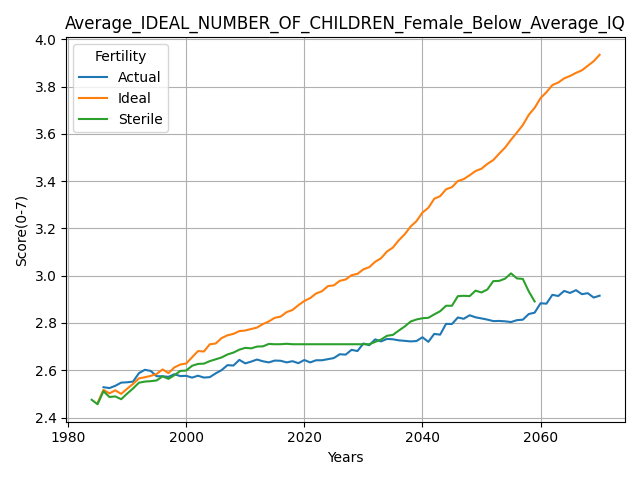 Average_IDEAL_NUMBER_OF_CHILDREN_Female_Below_Average_IQ
Fertility
Actual
Ideal
Sterile
4.0
3.8
3.6
3.4
3.2
3.0
2.8
2.6
2.4
Score(0-7)
1980
2000
2020
2040
2060
Years